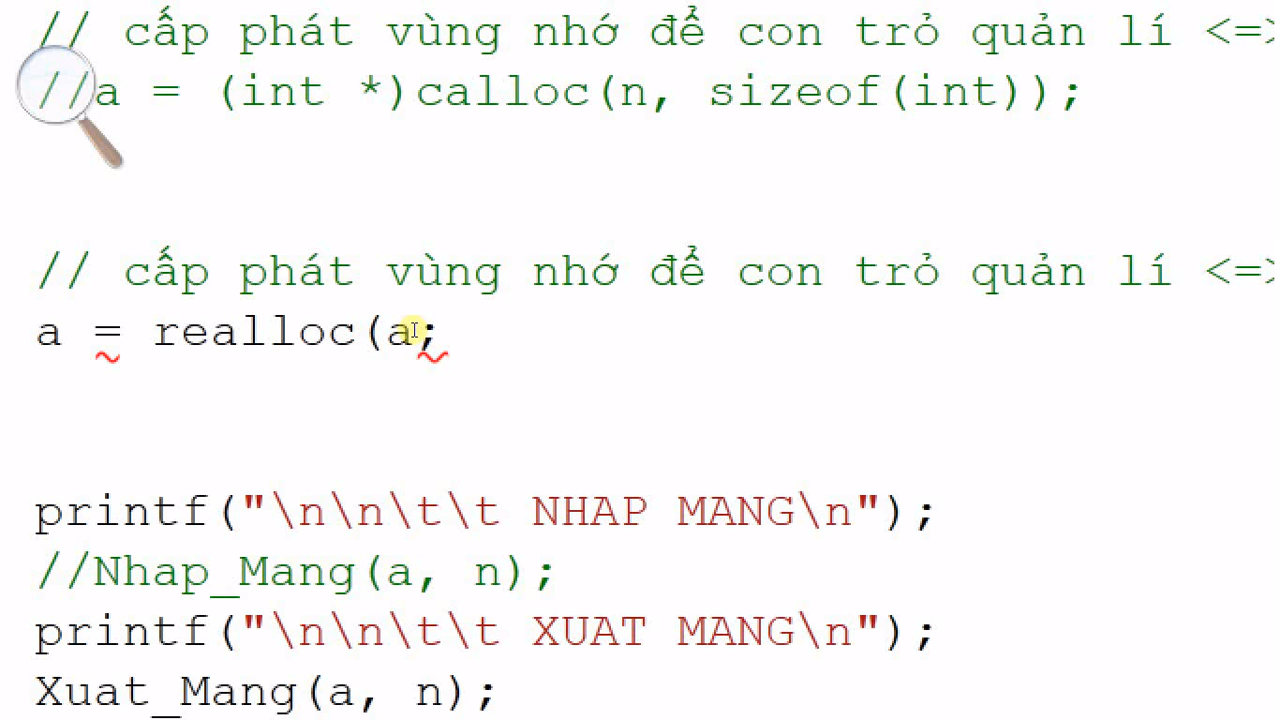 // cấp phát vùng nhớ để con trỏ quản lí <=>
//a = (int *)calloc(n, sizeof(int));
// cấp phát vùng nhớ để con trỏ quản lí <=>
a = realloc(a;
printf("\n\n\t\t NHAP MANG\n");
//Nhap_Mang(a, n);
printf("\n\n\t\t XUAT MANG\n");
Xuat_Mang(a, n);